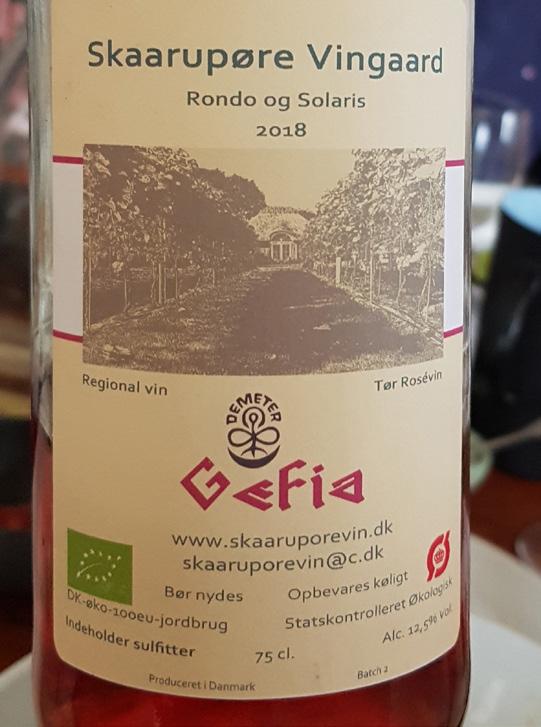 Skaarupøre Vingaard
Rondo og Solaris
2018
Regional vin
Tør Rosévin
DEMETER
Gefia
www.skaaruporevin.dk
skaaruporevin@c.dk
Bør nydes
Opbevares køligt
DK-øko-100eu-jordbrug
Statskontrolleret Økologisk
Ø
Indeholder sulfitter
75 cl.
Alc. 12,5% vol.
Produceret i Danmark
Batch 2